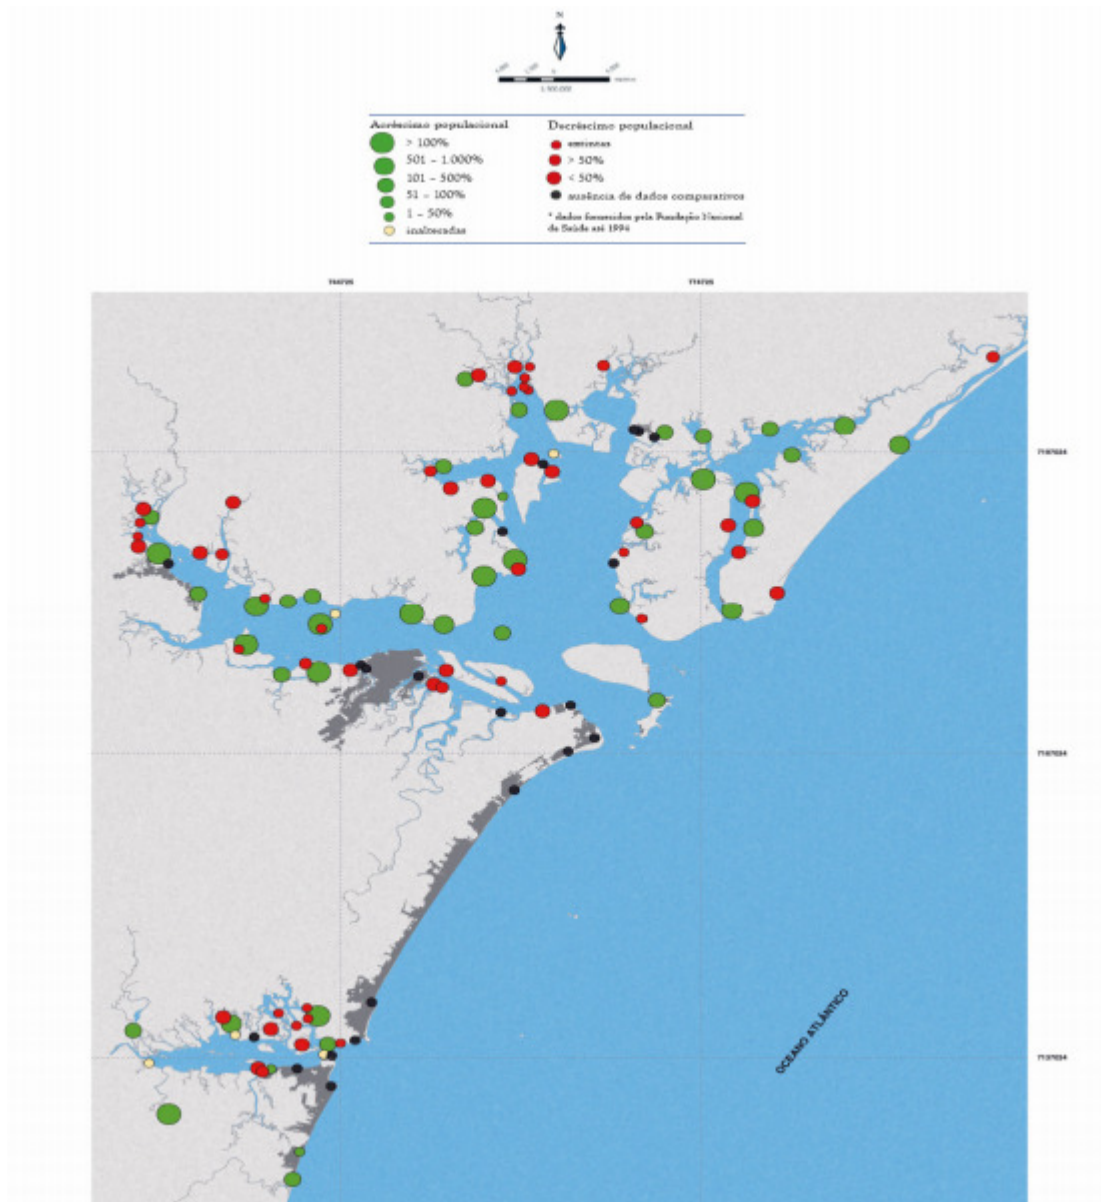 N
Acréscimo populacional
> 100%
501 – 1.000%
101 – 500%
51 – 100%
1 – 50%
inalteradas
Decréscimo populacional
extintas
> 50%
< 50%
ausência de dados comparativos
* dados fornecidos pela Fundação Nacional
de Saúde até 1994
OCEANO ATLÂNTICO